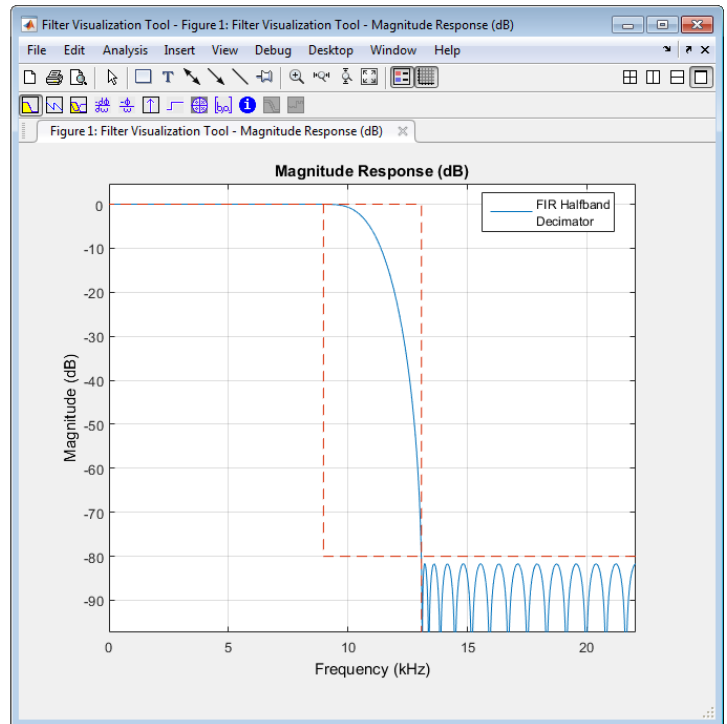 Filter Visualization Tool - Figure 1: Filter Visualization Tool - Magnitude Response (dB)
File Edit Analysis Insert View Debug Desktop Window Help
Figure 1: Filter Visualization Tool - Magnitude Response (dB)
Magnitude Response (dB)
FIR Halfband
Decimator
0
-10
-20
-30
-40
-50
-60
-70
-80
-90
Magnitude (dB)
0 5 10 15 20
Frequency (kHz)